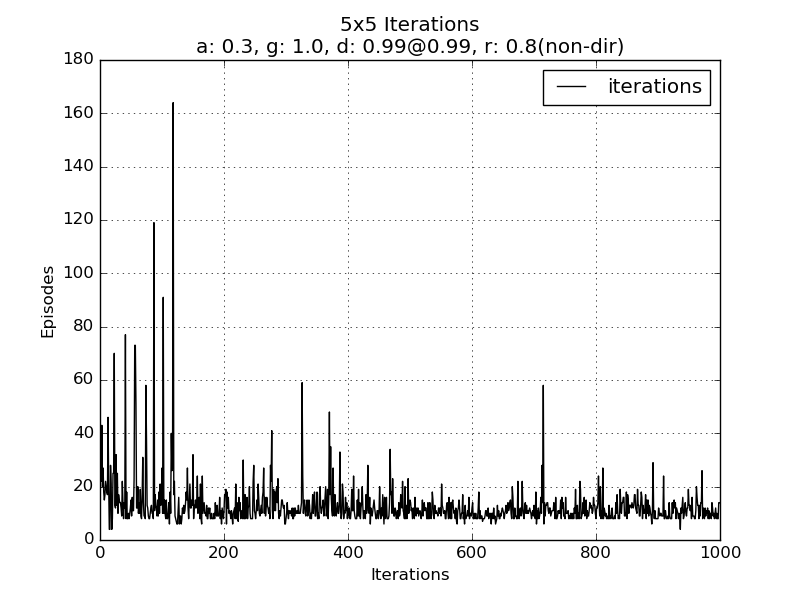 5x5 Iterations
a: 0.3, g: 1.0, d: 0.99@0.99, r: 0.8(non-dir)
iterations
180
160
140
120
100
80
60
40
20
0
Episodes
0 200 400 600 800 1000
Iterations